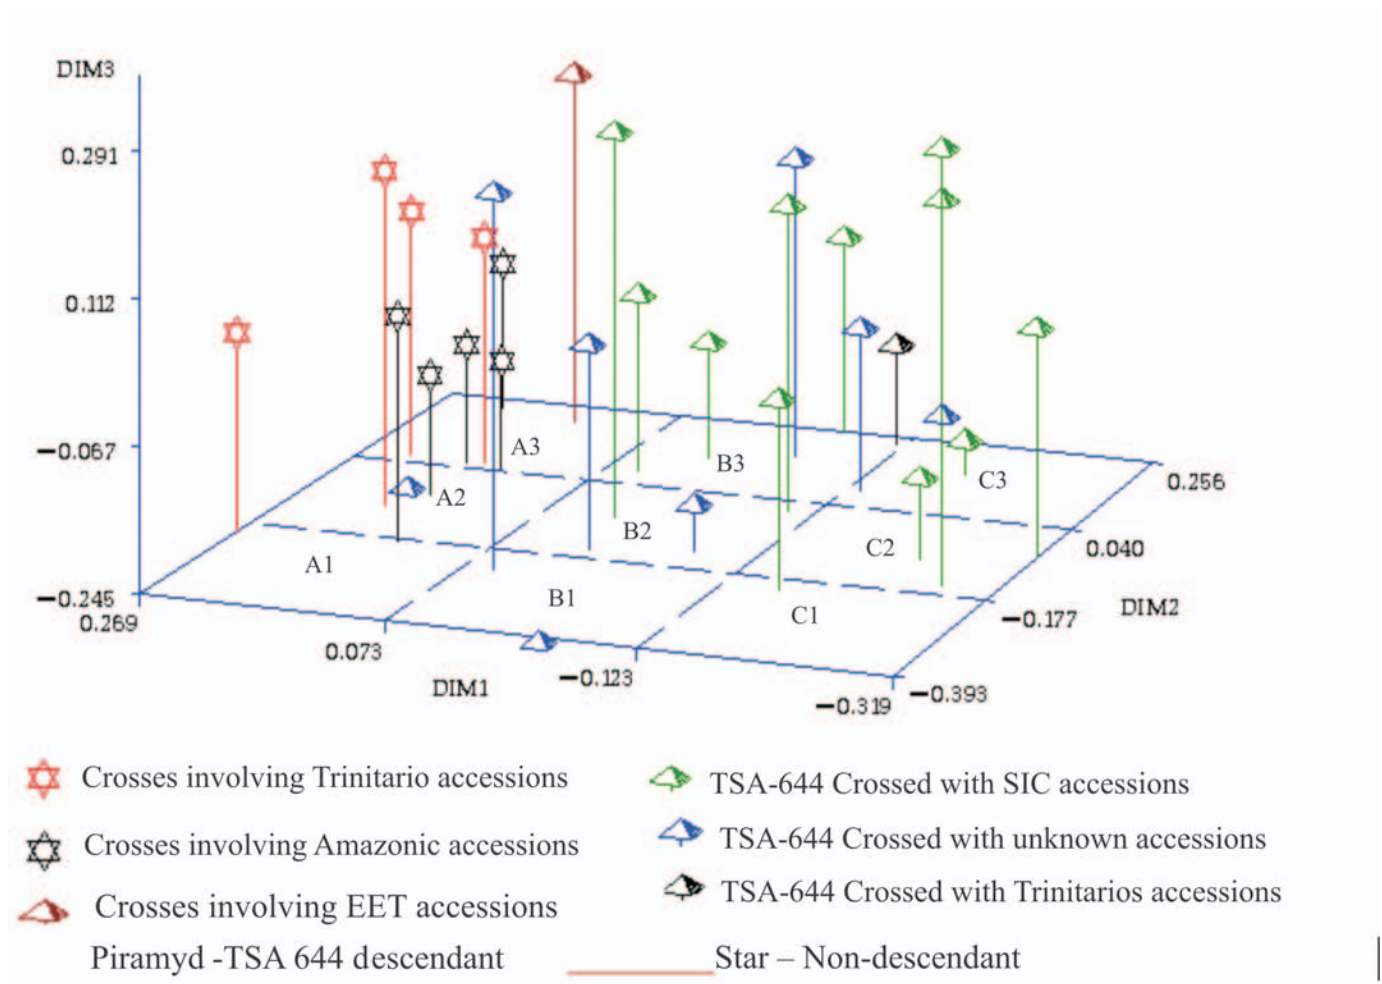 DIM3
0.291
0.112
−0.067
−0.245
0.269
0.073
DIM1
−0.123
−0.319
−0.393
−0.177
DIM2
0.040
0.256
A3
B3
C3
A2
B2
C2
A1
B1
C1
Crosses involving Trinitario accessions
Crosses involving Amazonic accessions
Crosses involving EET accessions
Piramyd -TSA 644 descendant
TSA-644 Crossed with SIC accessions
TSA-644 Crossed with unknown accessions
TSA-644 Crossed with Trinitarios accessions
Star – Non-descendant